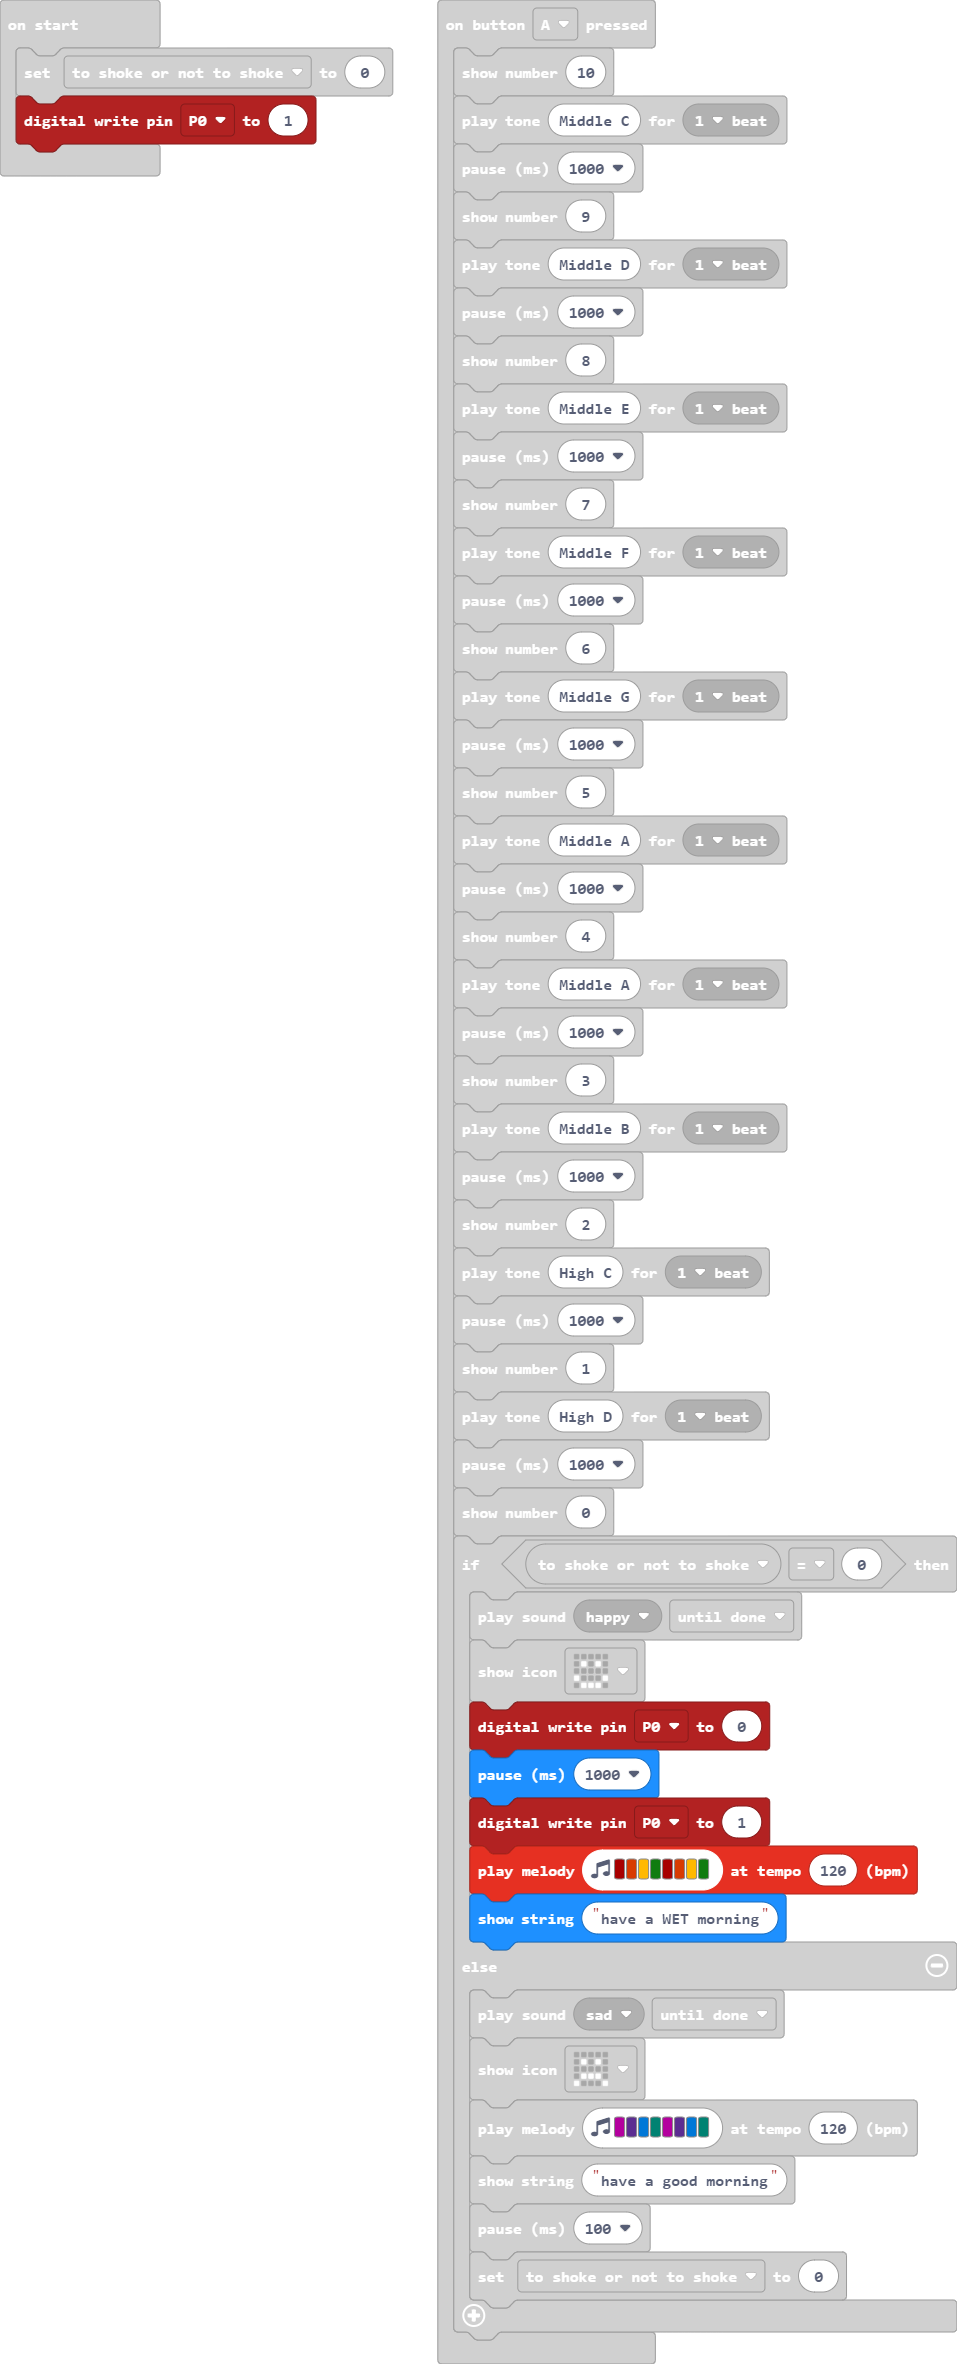 on start
set to shoke or not to shoke to 0
digital write pin P0 to 1
on button A pressed
show number 10
play tone Middle C for 1 beat
pause (ms) 1000
show number 9
play tone Middle D for 1 beat
pause (ms) 1000
show number 8
play tone Middle E for 1 beat
pause (ms) 1000
show number 7
play tone Middle F for 1 beat
pause (ms) 1000
show number 6
play tone Middle G for 1 beat
pause (ms) 1000
show number 5
play tone Middle A for 1 beat
pause (ms) 1000
show number 4
play tone Middle A for 1 beat
pause (ms) 1000
show number 3
play tone Middle B for 1 beat
pause (ms) 1000
show number 2
play tone High C for 1 beat
pause (ms) 1000
show number 1
play tone High D for 1 beat
pause (ms) 1000
show number 0
if to shoke or not to shoke = 0 then
play sound happy until done
show icon
digital write pin P0 to 0
pause (ms) 1000
digital write pin P0 to 1
play melody at tempo 120 (bpm)
show string "have a WET morning"
else
play sound sad until done
show icon
play melody at tempo 120 (bpm)
show string "have a good morning"
pause (ms) 100
set to shoke or not to shoke to 0